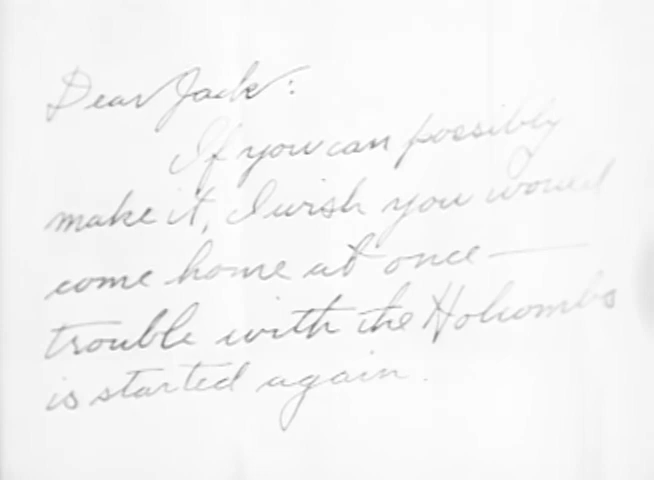 Dear Jack:
If you can possibly
make it, I wish you would
come home at once —
trouble with the Holcombs
is started again.